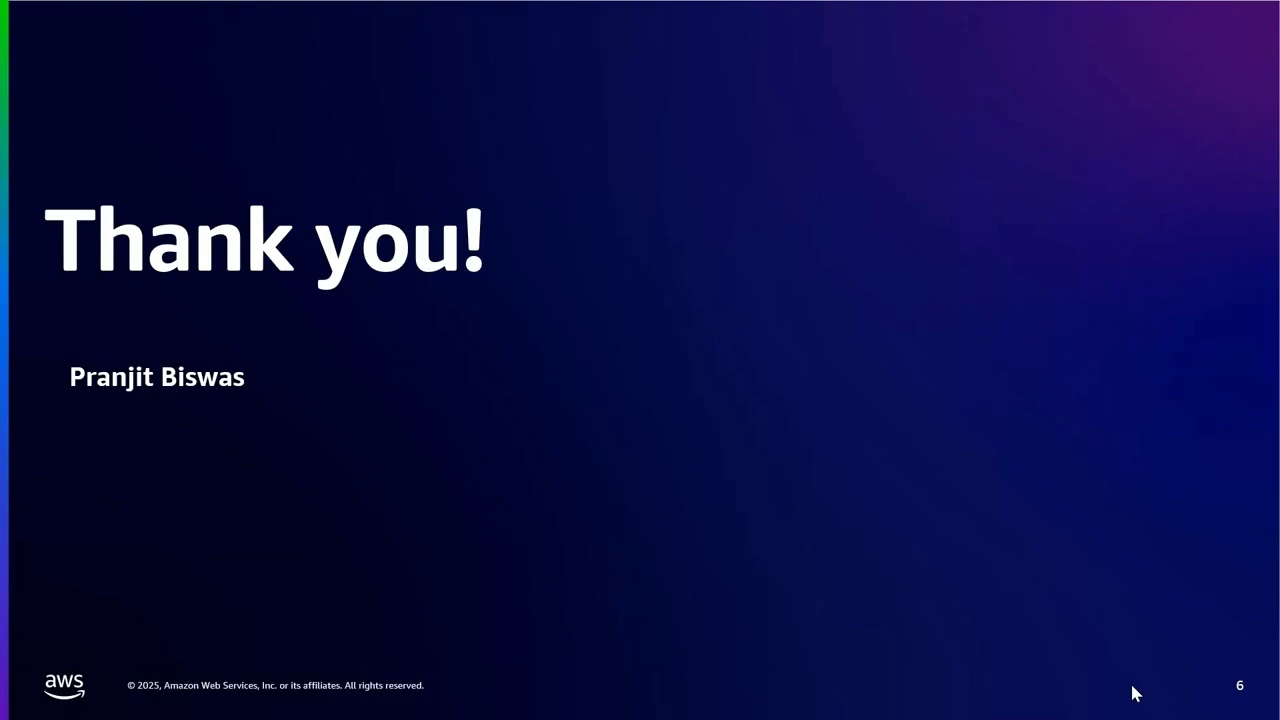 Thank you!
Pranjit Biswas
aws
© 2025, Amazon Web Services, Inc. or its affiliates. All rights reserved.
6